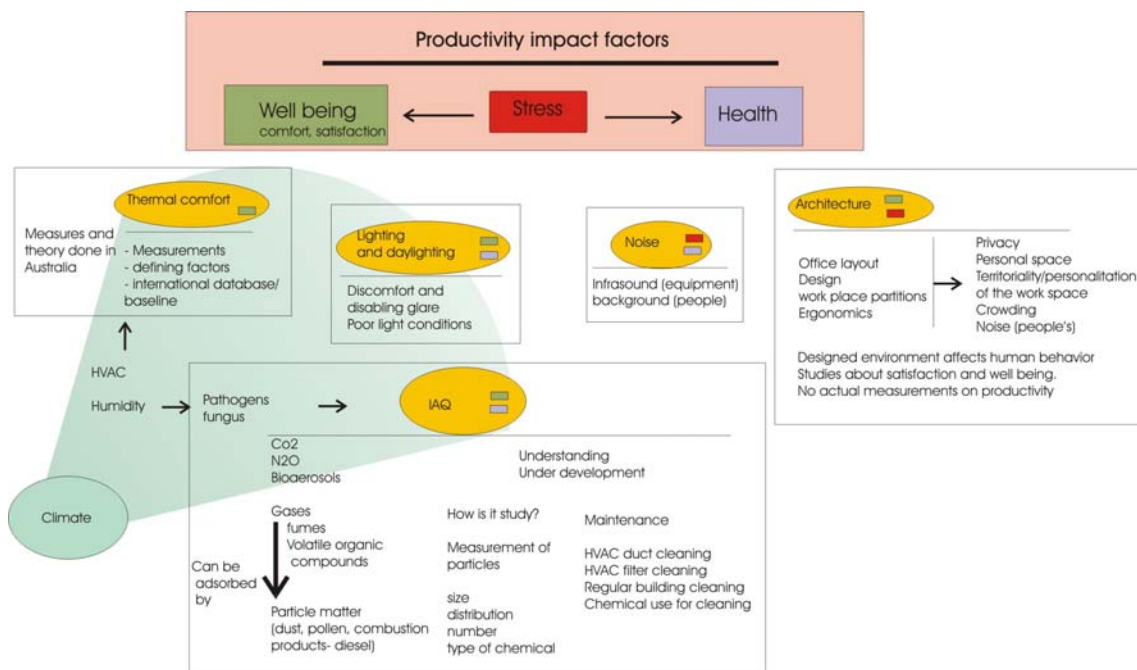 Productivity impact factors
Well being
comfort, satisfaction
Stress
Health
Thermal comfort
Measures and
theory done in
Australia
- Measurements
- defining factors
- international database/
baseline
Lighting
and daylighting
Discomfort and
disabling glare
Poor light conditions
Noise
Infrasound (equipment)
background (people)
Architecture
Office layout
Design
work place partitions
Ergonomics
Privacy
Personal space
Territoriality/personalitation
of the work space
Crowding
Noise (people's)
Designed environment affects human behavior
Studies about satisfaction and well being.
No actual measurements on productivity
HVAC
Humidity
Pathogens
fungus
IAQ
Climate
Co2
N2O
Bioaerosols
Understanding
Under development
Gases
fumes
Volatile organic
compounds
Can be
adsorbed
by
Particle matter
(dust, pollen, combustion
products- diesel)
How is it study?
Measurement of
particles
size
distribution
number
type of chemical
Maintenance
HVAC duct cleaning
HVAC filter cleaning
Regular building cleaning
Chemical use for cleaning